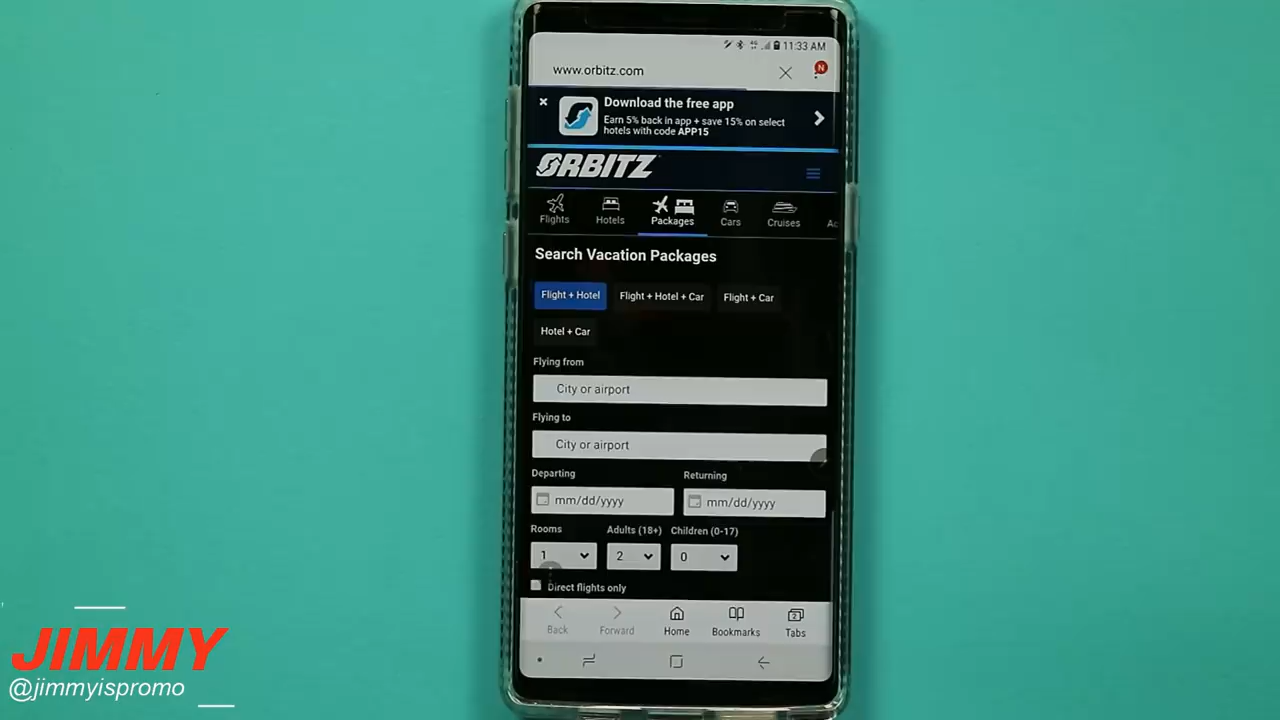 4G 11:33 AM
www.orbitz.com
N
Download the free app
Earn 5% back in app + save 15% on select
hotels with code APP15
ORBITZ
Flights Hotels Packages Cars Cruises Ac
Search Vacation Packages
Flight + Hotel Flight + Hotel + Car Flight + Car
Hotel + Car
Flying from
City or airport
Flying to
City or airport
Departing Returning
mm/dd/yyyy mm/dd/yyyy
Rooms Adults (18+) Children (0-17)
1 2 0
Direct flights only
Back Forward Home Bookmarks 2 Tabs
JIMMY
@jimmyispromo